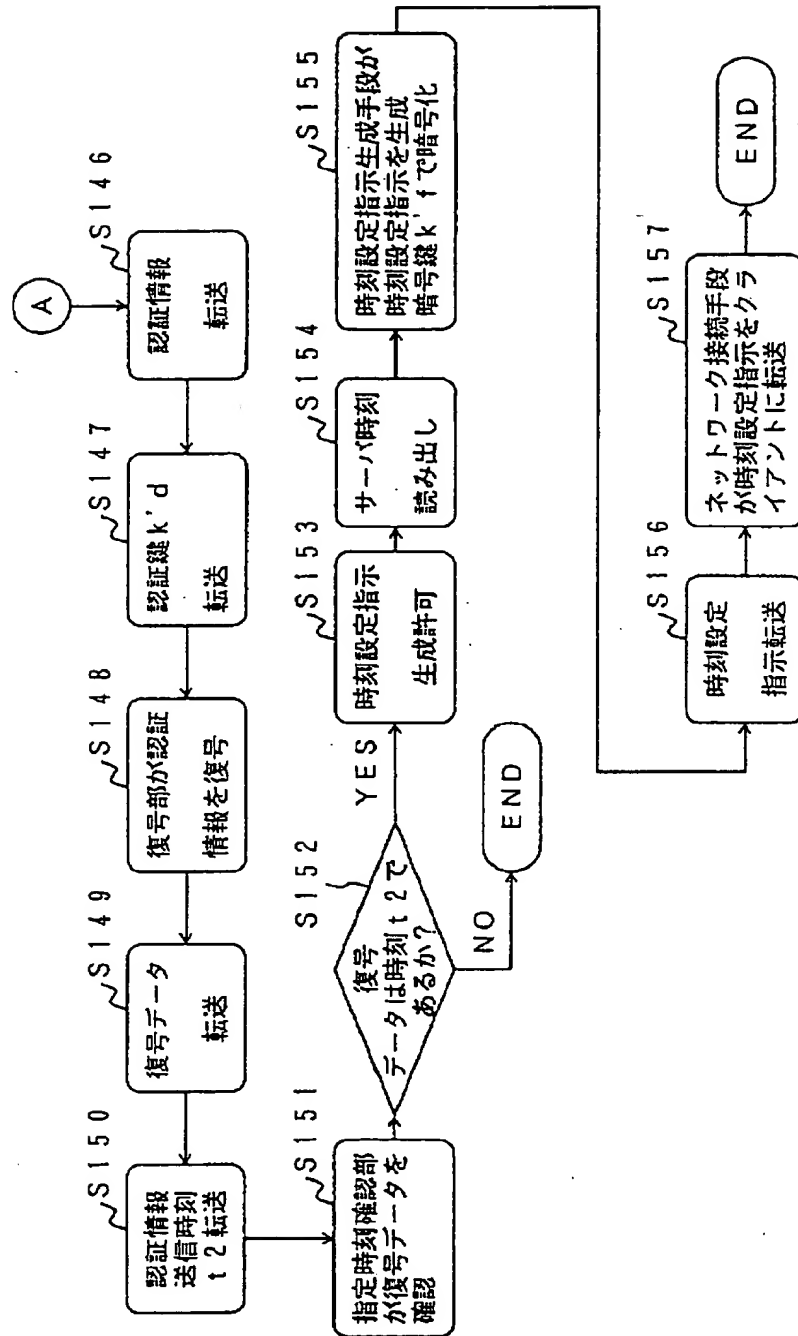 A
S146
認証情報
転送
S147
認証鍵k'd
転送
S148
復号部が認証
情報を復号
S149
復号データ
転送
S150
認証情報
送信時刻
t2転送
S151
指定時刻確認部
が復号データを
確認
S152
復号
データは時刻t2で
あるか?
YES
NO
END
S153
時刻設定指示
生成許可
S154
サーバ時刻
読み出し
S155
時刻設定指示生成手段が
時刻設定指示を生成
暗号鍵k'fで暗号化
S156
時刻設定
指示転送
S157
ネットワーク接続手段
が時刻設定指示をクラ
イアントに転送
END